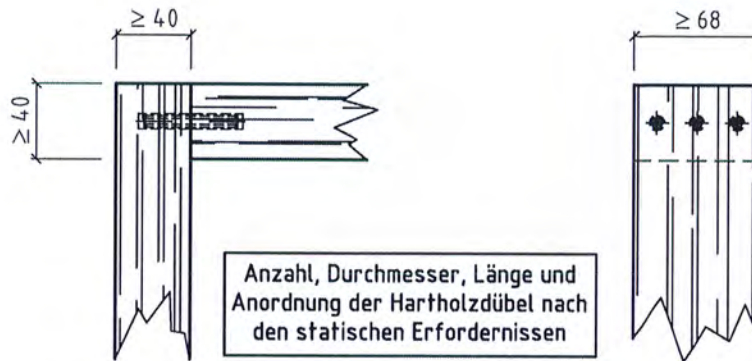 ≥ 40
≥ 68
≥ 40
Anzahl, Durchmesser, Länge und
Anordnung der Hartholzdübel nach
den statischen Erfordernissen